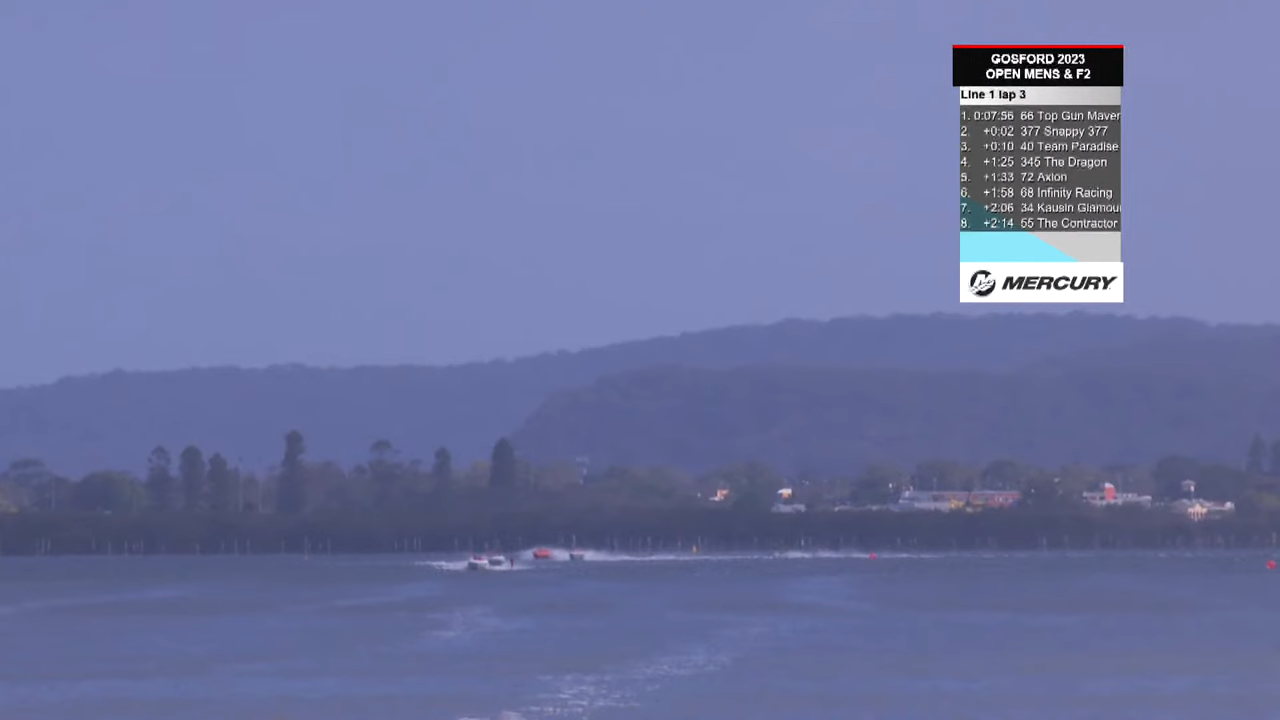 GOSFORD 2023
OPEN MENS & F2
Line 1 lap 3
1. 0:07:56 66 Top Gun Maver
2. +0:02 377 Snappy 377
3. +0:10 40 Team Paradise
4. +1:25 345 The Dragon
5. +1:33 72 Axion
6. +1:58 68 Infinity Racing
7. +2:06 34 Kausin Glamour
8. +2:14 55 The Contractor
MERCURY